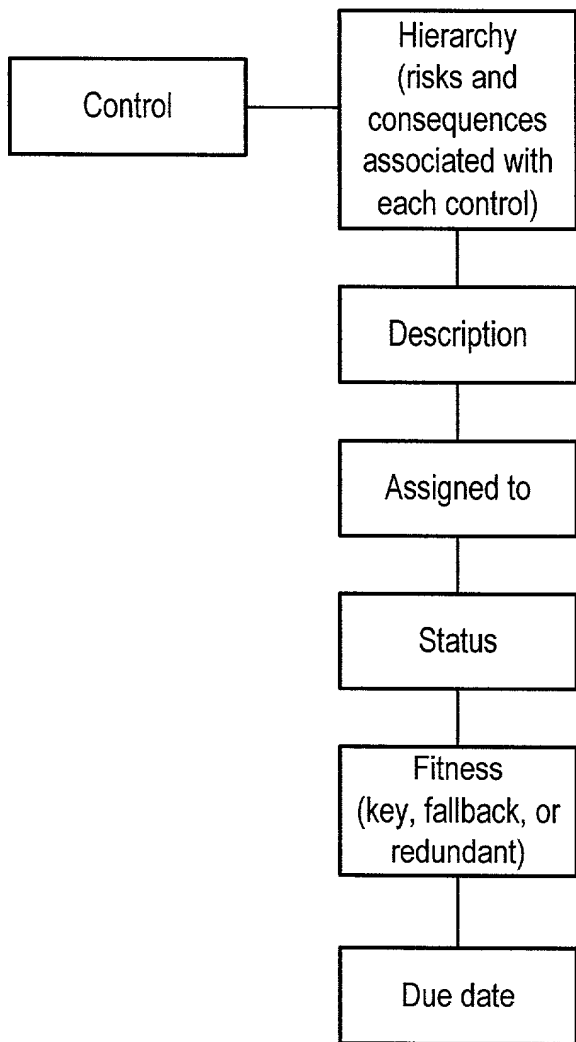 Control
Hierarchy
(risks and
consequences
associated with
each control)
Description
Assigned to
Status
Fitness
(key, fallback, or
redundant)
Due date